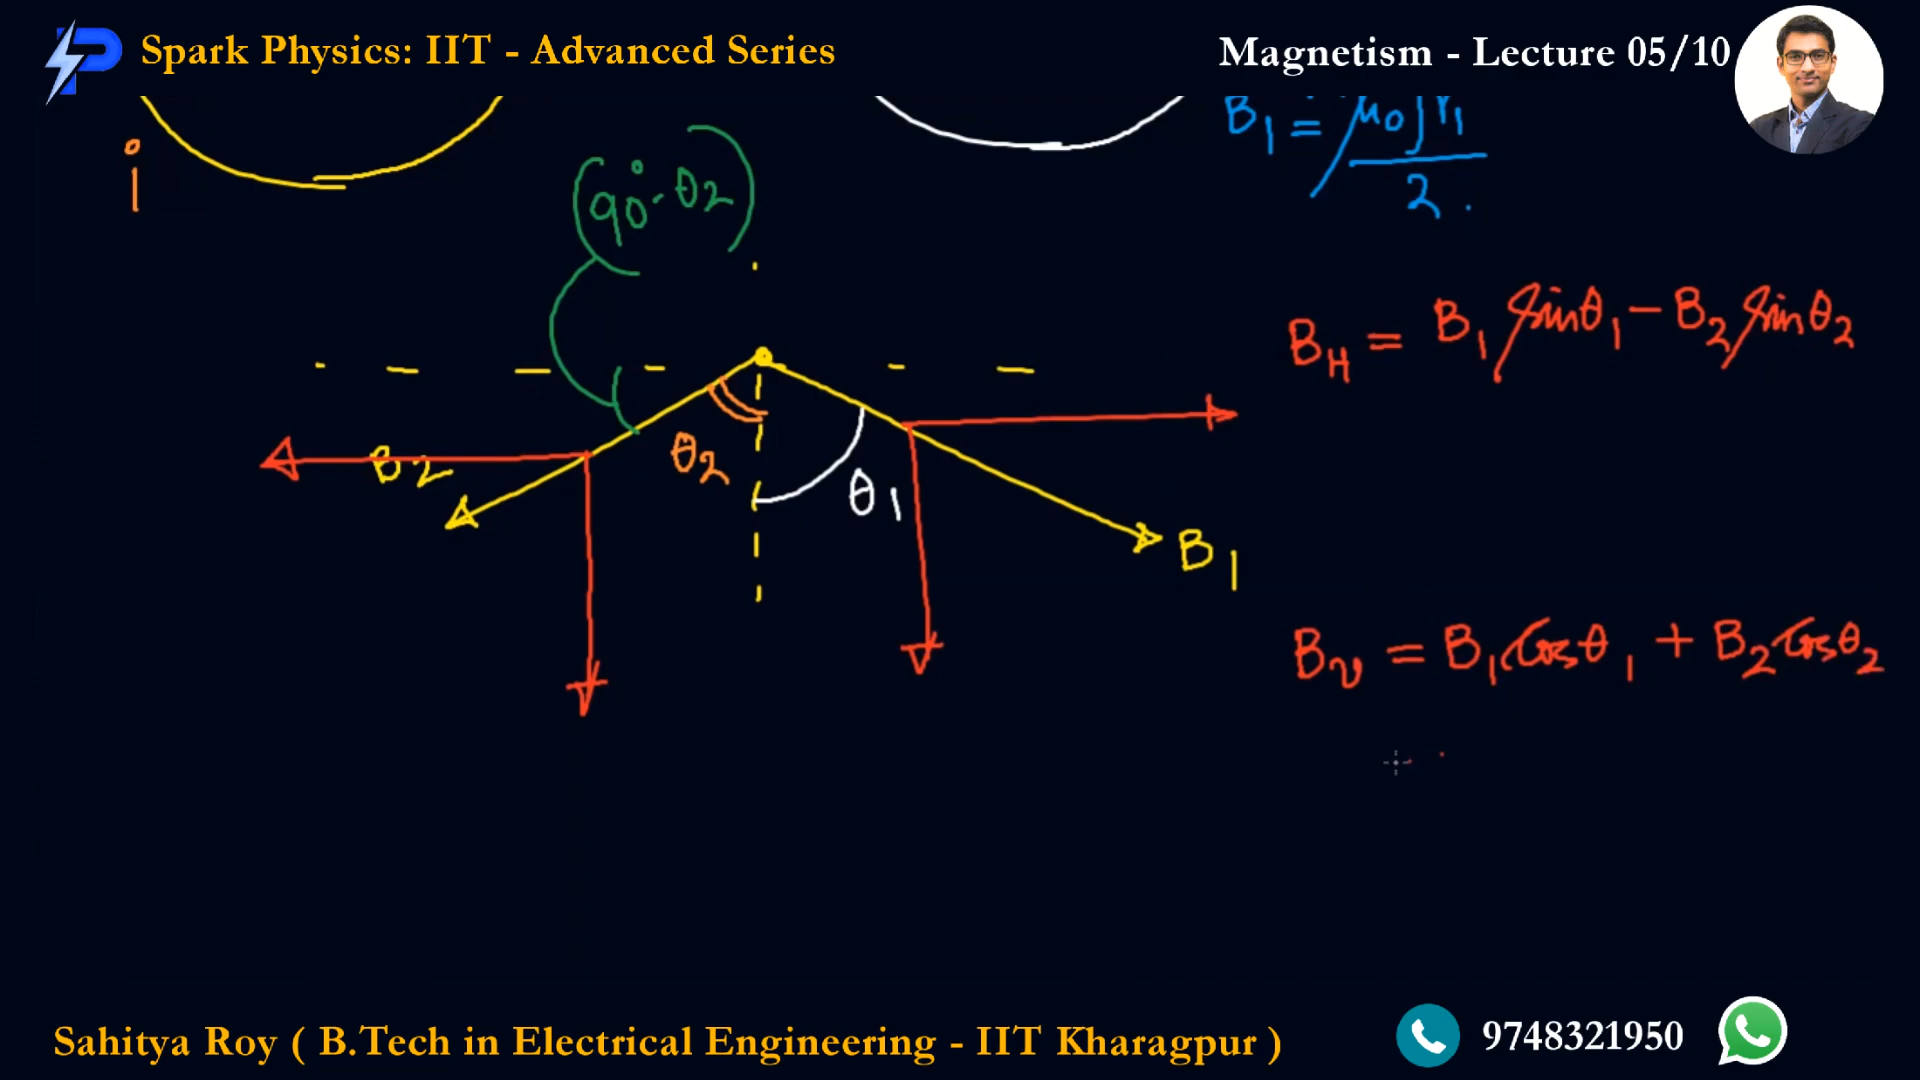 Spark Physics: IIT - Advanced Series
Magnetism - Lecture 05/10
i
(90° - θ2)
B1 = μ0 J r1 / 2 .
BH = B1 sinθ1 - B2 sinθ2
B2
θ2
θ1
B1
Bv = B1 cosθ1 + B2 cosθ2
Sahitya Roy ( B.Tech in Electrical Engineering - IIT Kharagpur )
9748321950